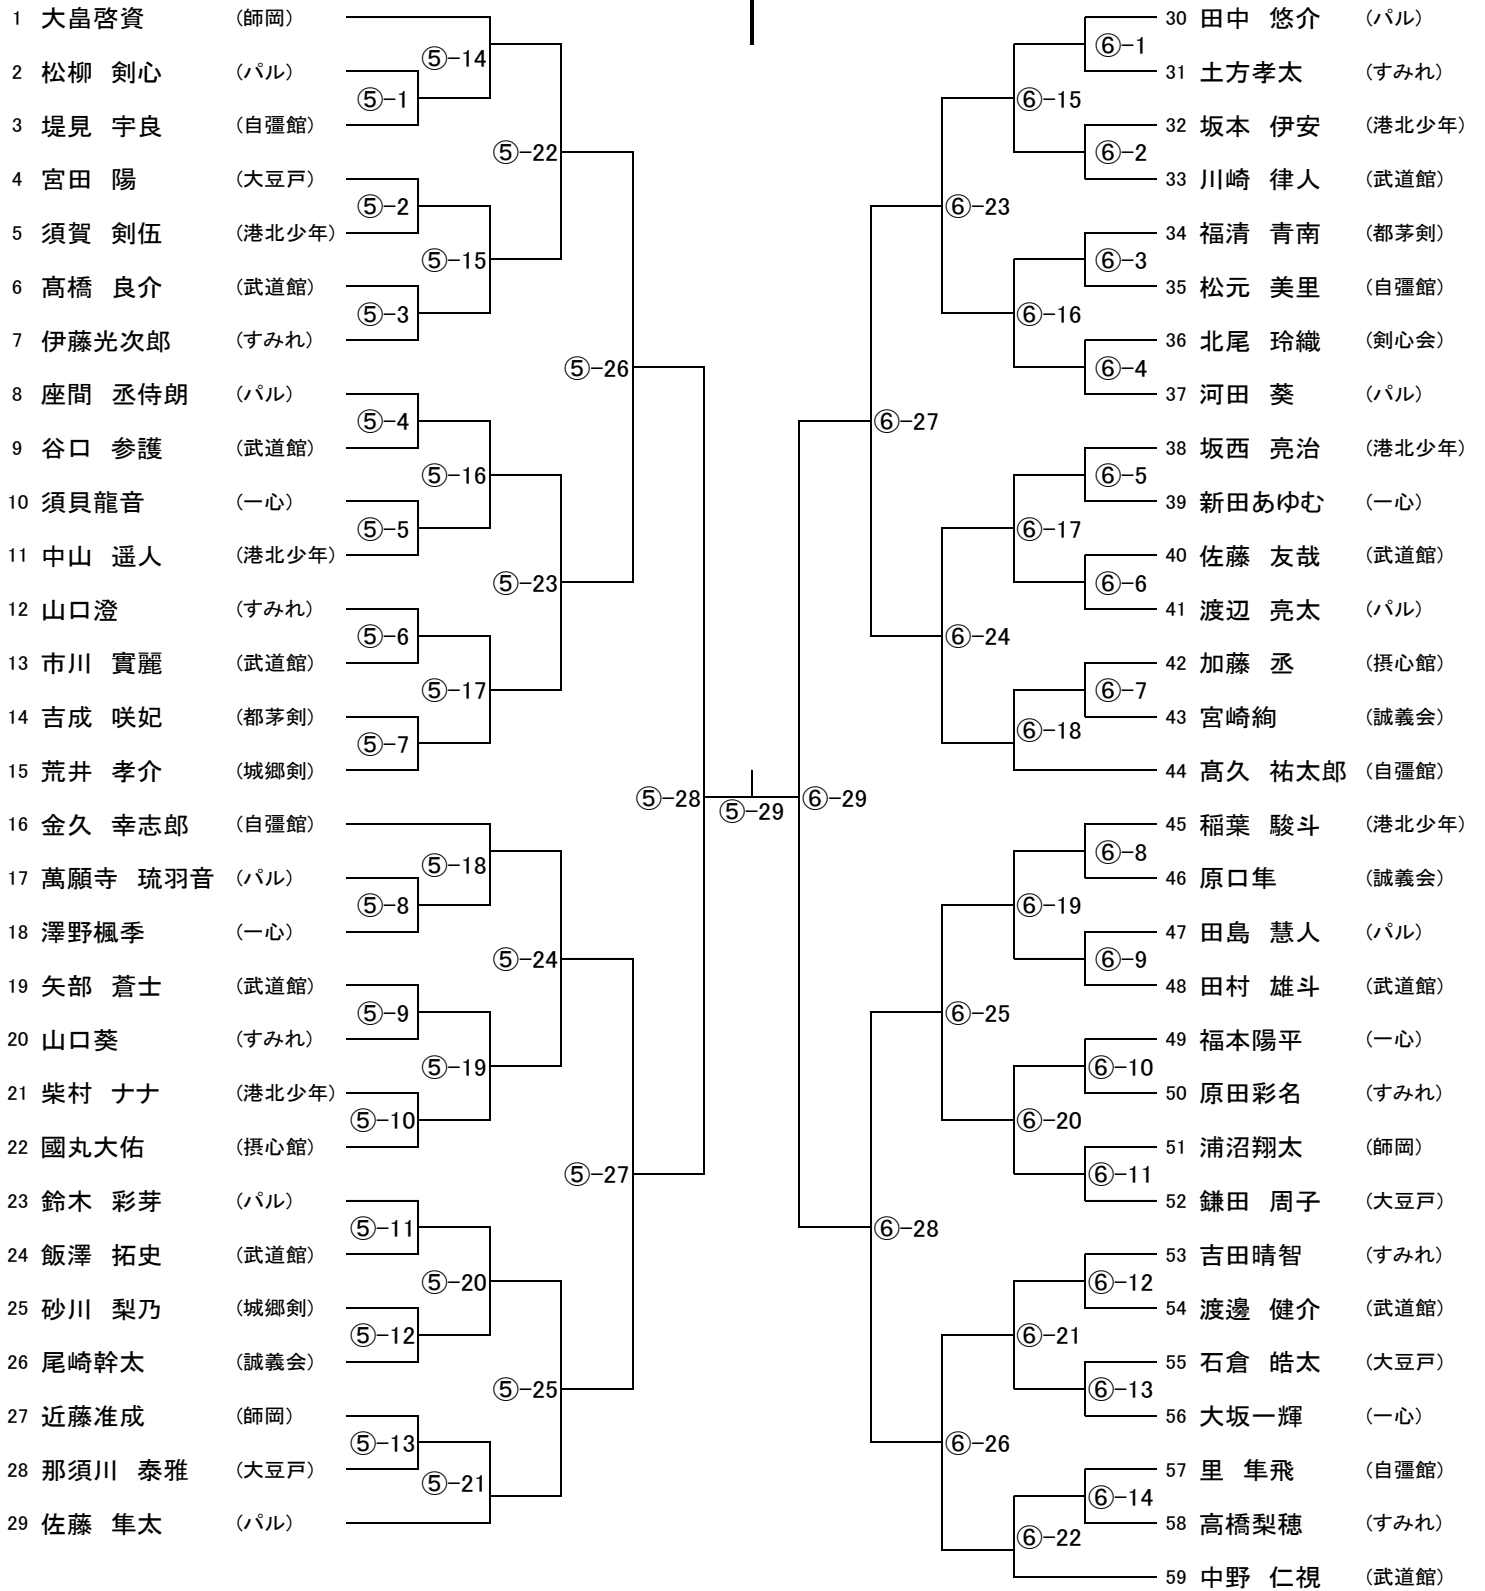 1 大畠啓資 (師岡)
2 松柳 剣心 (パル)
3 堤見 宇良 (自彊館)
4 宮田 陽 (大豆戸)
5 須賀 剣伍 (港北少年)
6 髙橋 良介 (武道館)
7 伊藤光次郎 (すみれ)
8 座間 丞侍朗 (パル)
9 谷口 参護 (武道館)
10 須貝龍音 (一心)
11 中山 遥人 (港北少年)
12 山口澄 (すみれ)
13 市川 實麗 (武道館)
14 吉成 咲妃 (都茅剣)
15 荒井 孝介 (城郷剣)
16 金久 幸志郎 (自彊館)
17 萬願寺 琉羽音 (パル)
18 澤野楓季 (一心)
19 矢部 蒼士 (武道館)
20 山口葵 (すみれ)
21 柴村 ナナ (港北少年)
22 國丸大佑 (摂心館)
23 鈴木 彩芽 (パル)
24 飯澤 拓史 (武道館)
25 砂川 梨乃 (城郷剣)
26 尾崎幹太 (誠義会)
27 近藤准成 (師岡)
28 那須川 泰雅 (大豆戸)
29 佐藤 隼太 (パル)
⑤-1
⑤-2
⑤-3
⑤-4
⑤-5
⑤-6
⑤-7
⑤-8
⑤-9
⑤-10
⑤-11
⑤-12
⑤-13
⑤-14
⑤-15
⑤-16
⑤-17
⑤-18
⑤-19
⑤-20
⑤-21
⑤-22
⑤-23
⑤-24
⑤-25
⑤-26
⑤-27
⑤-28
⑤-29
⑥-29
⑥-27
⑥-28
⑥-23
⑥-24
⑥-25
⑥-26
⑥-15
⑥-16
⑥-17
⑥-18
⑥-19
⑥-20
⑥-21
⑥-22
⑥-1
⑥-2
⑥-3
⑥-4
⑥-5
⑥-6
⑥-7
⑥-8
⑥-9
⑥-10
⑥-11
⑥-12
⑥-13
⑥-14
30 田中 悠介 (パル)
31 土方孝太 (すみれ)
32 坂本 伊安 (港北少年)
33 川崎 律人 (武道館)
34 福清 青南 (都茅剣)
35 松元 美里 (自彊館)
36 北尾 玲織 (剣心会)
37 河田 葵 (パル)
38 坂西 亮治 (港北少年)
39 新田あゆむ (一心)
40 佐藤 友哉 (武道館)
41 渡辺 亮太 (パル)
42 加藤 丞 (摂心館)
43 宮崎絢 (誠義会)
44 髙久 祐太郎 (自彊館)
45 稲葉 駿斗 (港北少年)
46 原口隼 (誠義会)
47 田島 慧人 (パル)
48 田村 雄斗 (武道館)
49 福本陽平 (一心)
50 原田彩名 (すみれ)
51 浦沼翔太 (師岡)
52 鎌田 周子 (大豆戸)
53 吉田晴智 (すみれ)
54 渡邊 健介 (武道館)
55 石倉 皓太 (大豆戸)
56 大坂一輝 (一心)
57 里 隼飛 (自彊館)
58 高橋梨穂 (すみれ)
59 中野 仁視 (武道館)